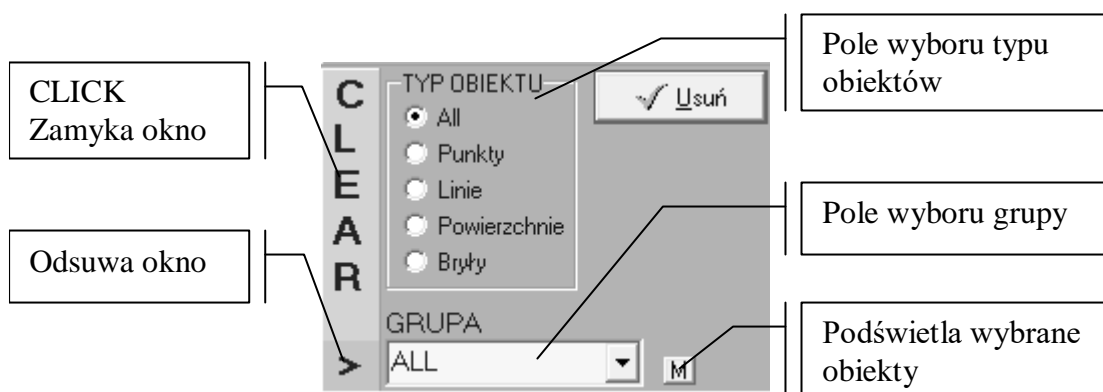 CLICK
Zamyka okno
Odsuwa okno
C
L
E
A
R
>
TYP OBIEKTU
All
Punkty
Linie
Powierzchnie
Bryły
Usuń
GRUPA
ALL
M
Pole wyboru typu
obiektów
Pole wyboru grupy
Podświetla wybrane
obiekty